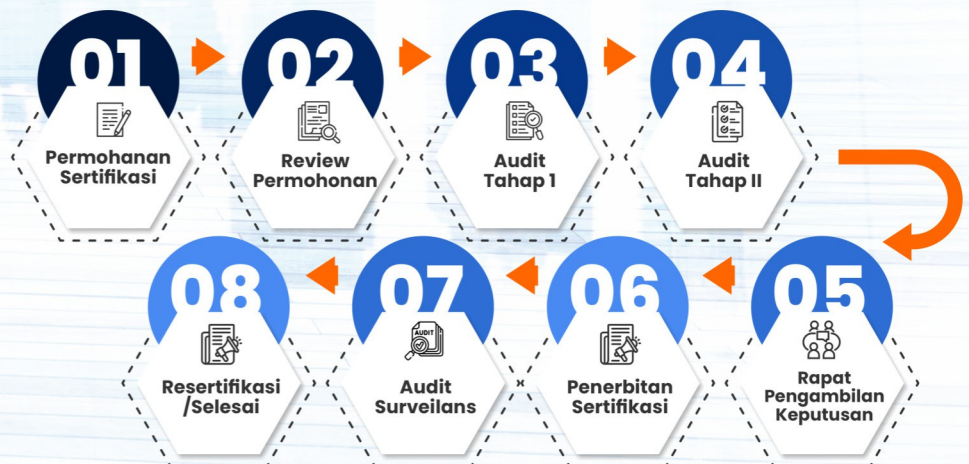 01
Permohanan
Sertifikasi
02
Review
Permohonan
03
Audit
Tahap 1
04
Audit
Tahap II
05
Rapat
Pengambilan
Keputusan
06
Penerbitan
Sertifikasi
07
AUDIT
Audit
Surveilans
08
Resertifikasi
/Selesai